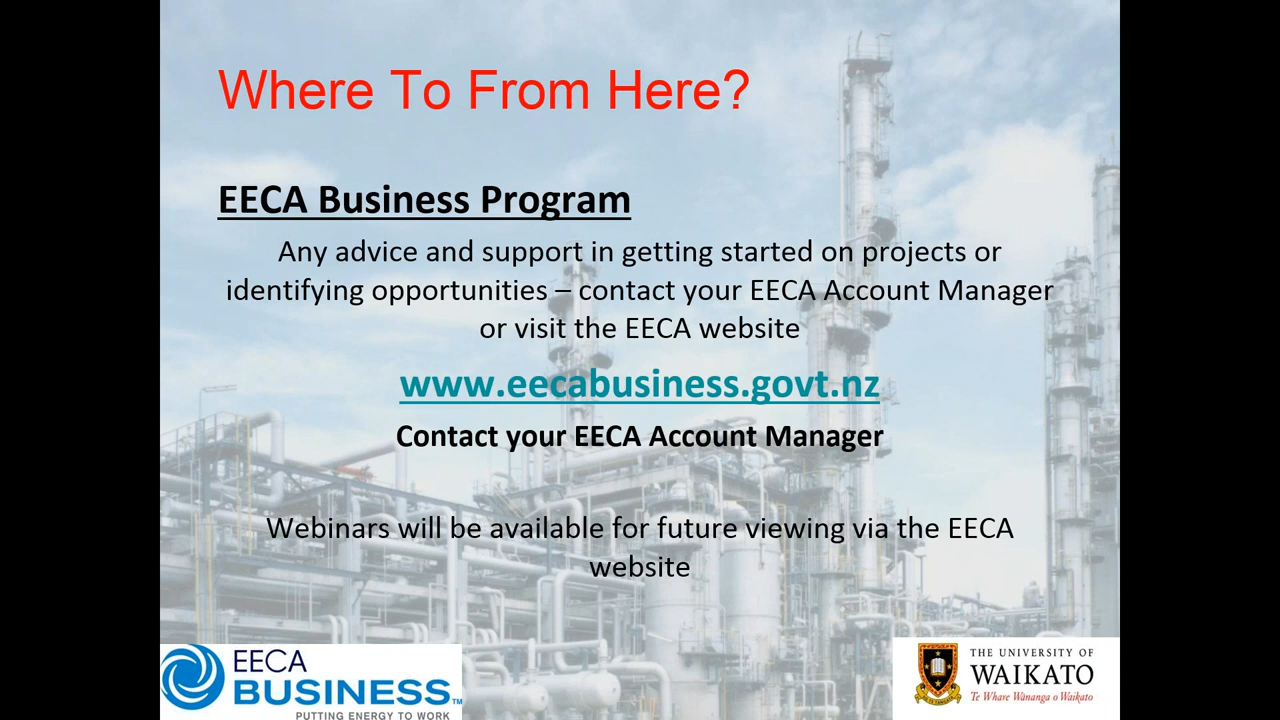 Where To From Here?
EECA Business Program
Any advice and support in getting started on projects or
identifying opportunities – contact your EECA Account Manager
or visit the EECA website
www.eecabusiness.govt.nz
Contact your EECA Account Manager
Webinars will be available for future viewing via the EECA
website
EECA
BUSINESS™
PUTTING ENERGY TO WORK
THE UNIVERSITY OF
WAIKATO
Te Whare Wānanga o Waikato